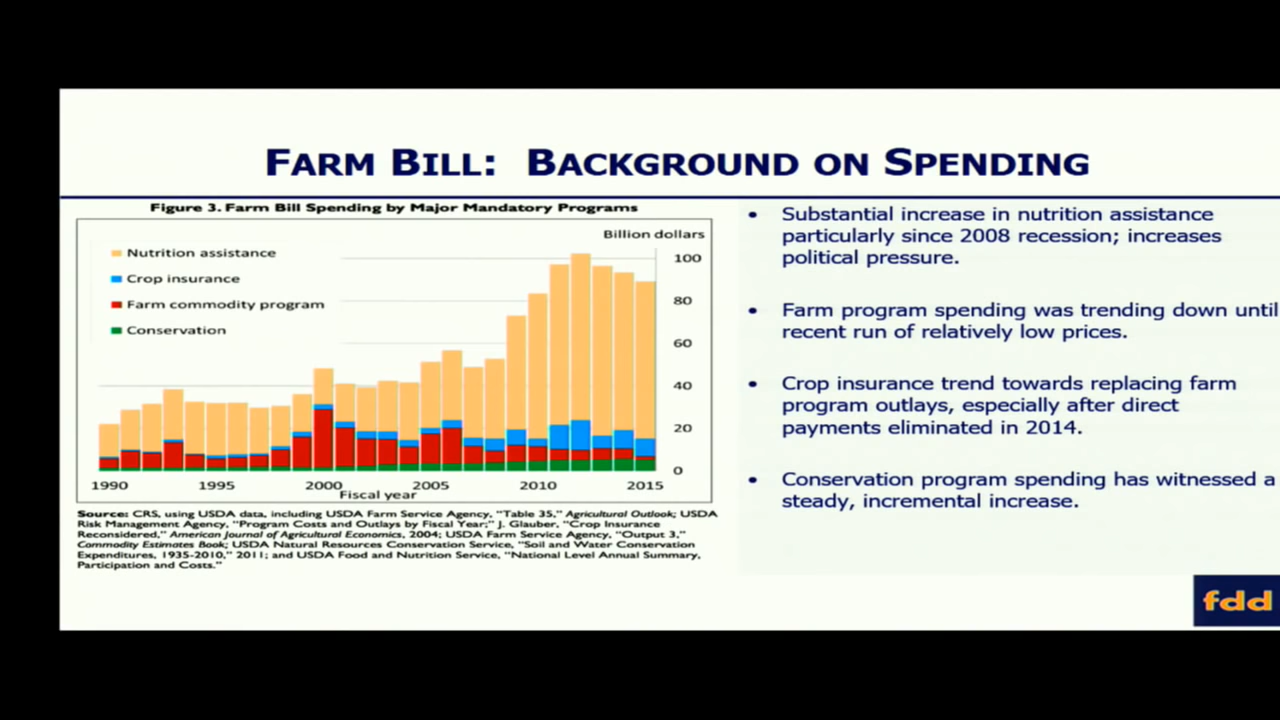 FARM BILL: BACKGROUND ON SPENDING
Figure 3. Farm Bill Spending by Major Mandatory Programs
Billion dollars
Nutrition assistance
Crop insurance
Farm commodity program
Conservation
100
80
60
40
20
0
1990 1995 2000 2005 2010 2015
Fiscal year
Source: CRS, using USDA data, including USDA Farm Service Agency, "Table 35," Agricultural Outlook; USDA
Risk Management Agency, "Program Costs and Outlays by Fiscal Year;" J. Glauber, "Crop Insurance
Reconsidered," American Journal of Agricultural Economics, 2004; USDA Farm Service Agency, "Output 3,"
Commodity Estimates Book; USDA Natural Resources Conservation Service, "Soil and Water Conservation
Expenditures, 1935-2010," 2011; and USDA Food and Nutrition Service, "National Level Annual Summary,
Participation and Costs."
• Substantial increase in nutrition assistance
particularly since 2008 recession; increases
political pressure.
• Farm program spending was trending down until
recent run of relatively low prices.
• Crop insurance trend towards replacing farm
program outlays, especially after direct
payments eliminated in 2014.
• Conservation program spending has witnessed a
steady, incremental increase.
fdd